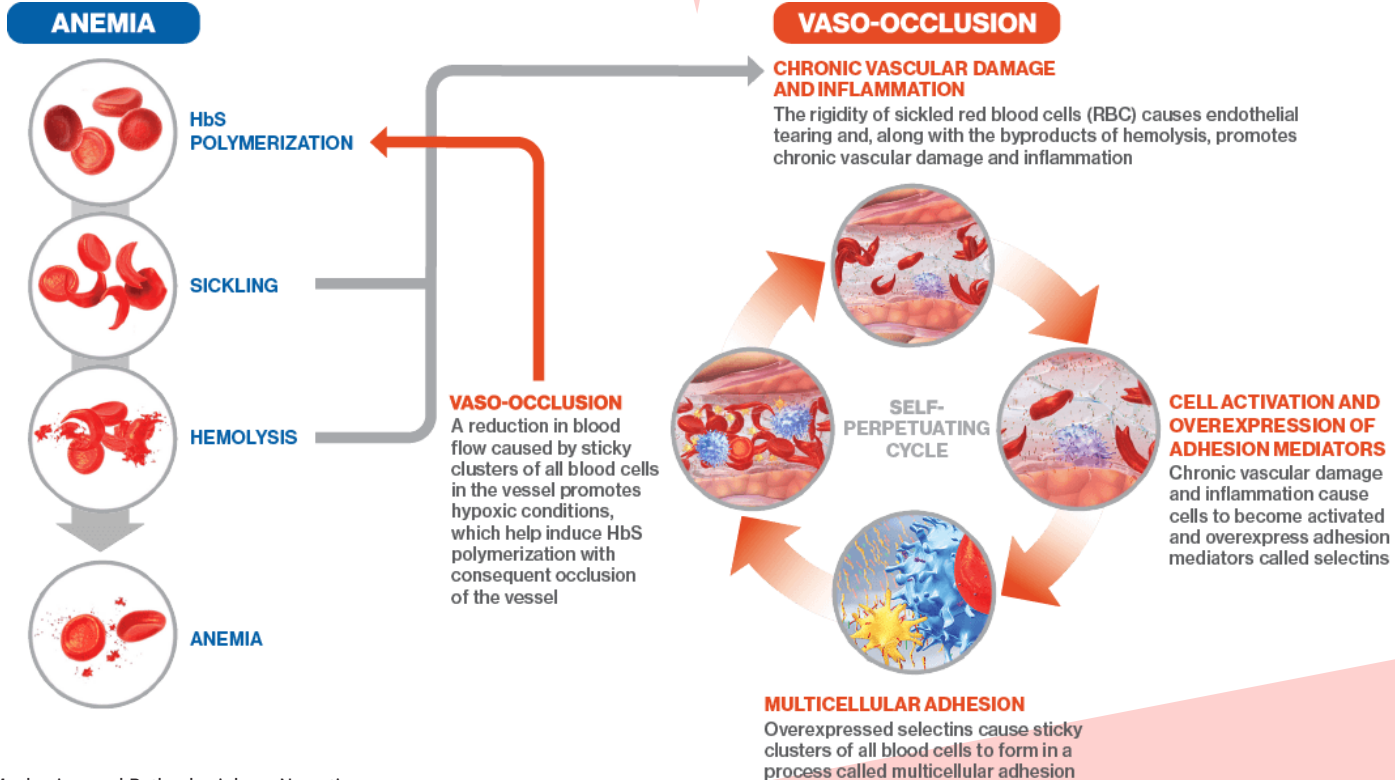 ANEMIA
HbS
POLYMERIZATION
SICKLING
HEMOLYSIS
ANEMIA
VASO-OCCLUSION
CHRONIC VASCULAR DAMAGE
AND INFLAMMATION
The rigidity of sickled red blood cells (RBC) causes endothelial
tearing and, along with the byproducts of hemolysis, promotes
chronic vascular damage and inflammation
SELF-
PERPETUATING
CYCLE
CELL ACTIVATION AND
OVEREXPRESSION OF
ADHESION MEDIATORS
Chronic vascular damage
and inflammation cause
cells to become activated
and overexpress adhesion
mediators called selectins
MULTICELLULAR ADHESION
Overexpressed selectins cause sticky
clusters of all blood cells to form in a
process called multicellular adhesion
VASO-OCCLUSION
A reduction in blood
flow caused by sticky
clusters of all blood cells
in the vessel promotes
hypoxic conditions,
which help induce HbS
polymerization with
consequent occlusion
of the vessel